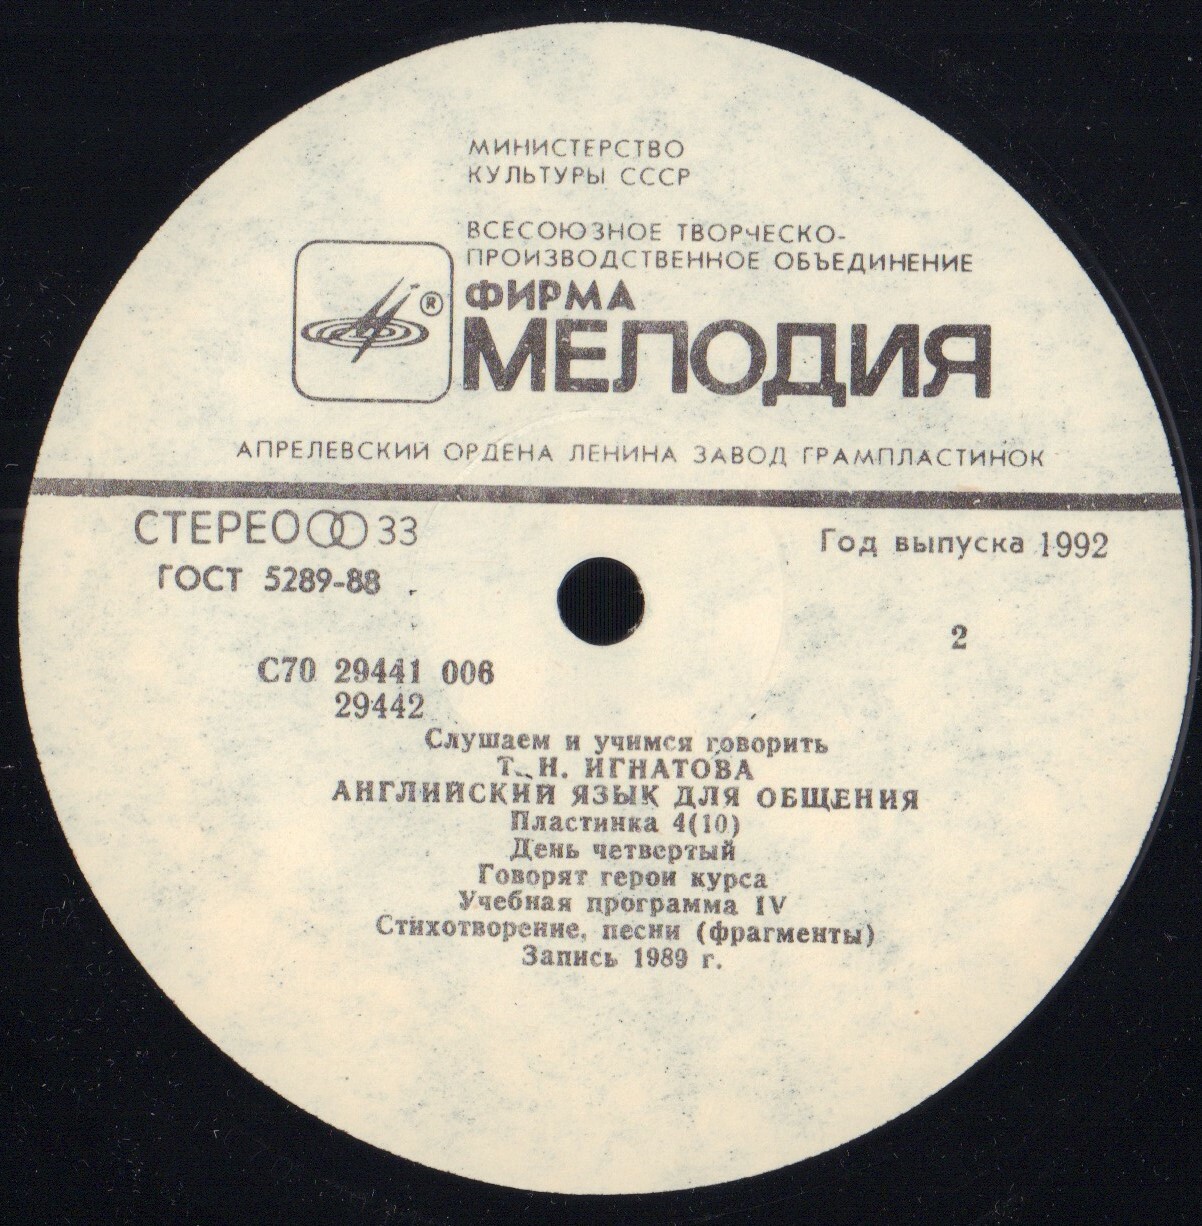 МИНИСТЕРСТВО
КУЛЬТУРЫ СССР
ВСЕСОЮЗНОЕ ТВОРЧЕСКО-
ПРОИЗВОДСТВЕННОЕ ОБЪЕДИНЕНИЕ
ФИРМА
®
МЕЛОДИЯ
АПРЕЛЕВСКИЙ ОРДЕНА ЛЕНИНА ЗАВОД ГРАМПЛАСТИНОК
СТЕРЕО 33
Год выпуска 1992
ГОСТ 5289-88
2
С70 29441 006
29442
Слушаем и учимся говорить
Т. Н. ИГНАТОВА
АНГЛИЙСКИЙ ЯЗЫК ДЛЯ ОБЩЕНИЯ
Пластинка 4(10)
День четвертый
Говорят герои курса
Учебная программа IV
Стихотворение, песни (фрагменты)
Запись 1989 г.